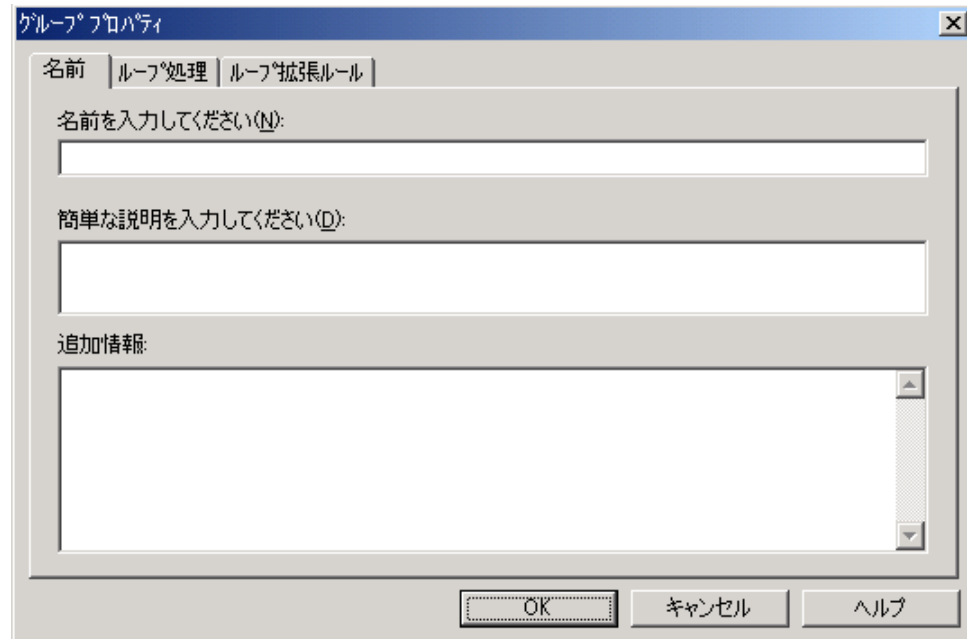 グループ プロパティ
名前
ループ処理
ループ拡張ルール
名前を入力してください(N):
簡単な説明を入力してください(D):
追加情報:
OK
キャンセル
ヘルプ